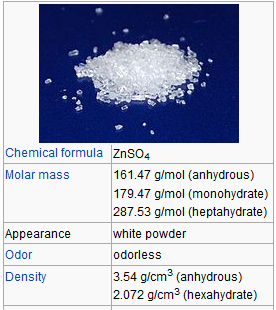 Chemical formula ZnSO4
Molar mass 161.47 g/mol (anhydrous)
179.47 g/mol (monohydrate)
287.53 g/mol (heptahydrate)
Appearance white powder
Odor odorless
Density 3.54 g/cm3 (anhydrous)
2.072 g/cm3 (hexahydrate)